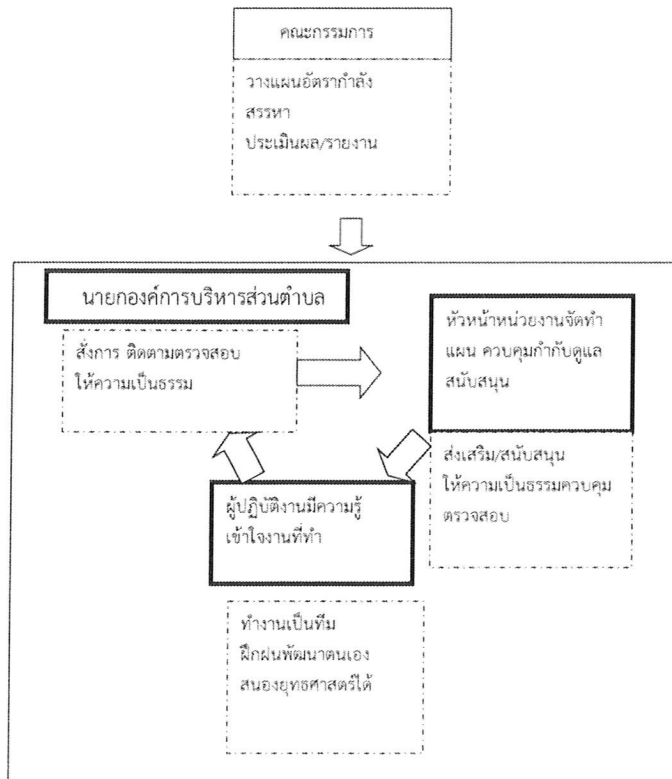 คณะกรรมการ
วางแผนอัตรากำลัง
สรรหา
ประเมินผล/รายงาน
นายกองค์การบริหารส่วนตำบล
สั่งการ ติดตามตรวจสอบ
ให้ความเป็นธรรม
หัวหน้าหน่วยงานจัดทำ
แผน ควบคุมกำกับดูแล
สนับสนุน
ส่งเสริม/สนับสนุน
ให้ความเป็นธรรมควบคุม
ตรวจสอบ
ผู้ปฏิบัติงานมีความรู้
เข้าใจงานที่ทำ
ทำงานเป็นทีม
ฝึกฝนพัฒนาตนเอง
สนองยุทธศาสตร์ได้